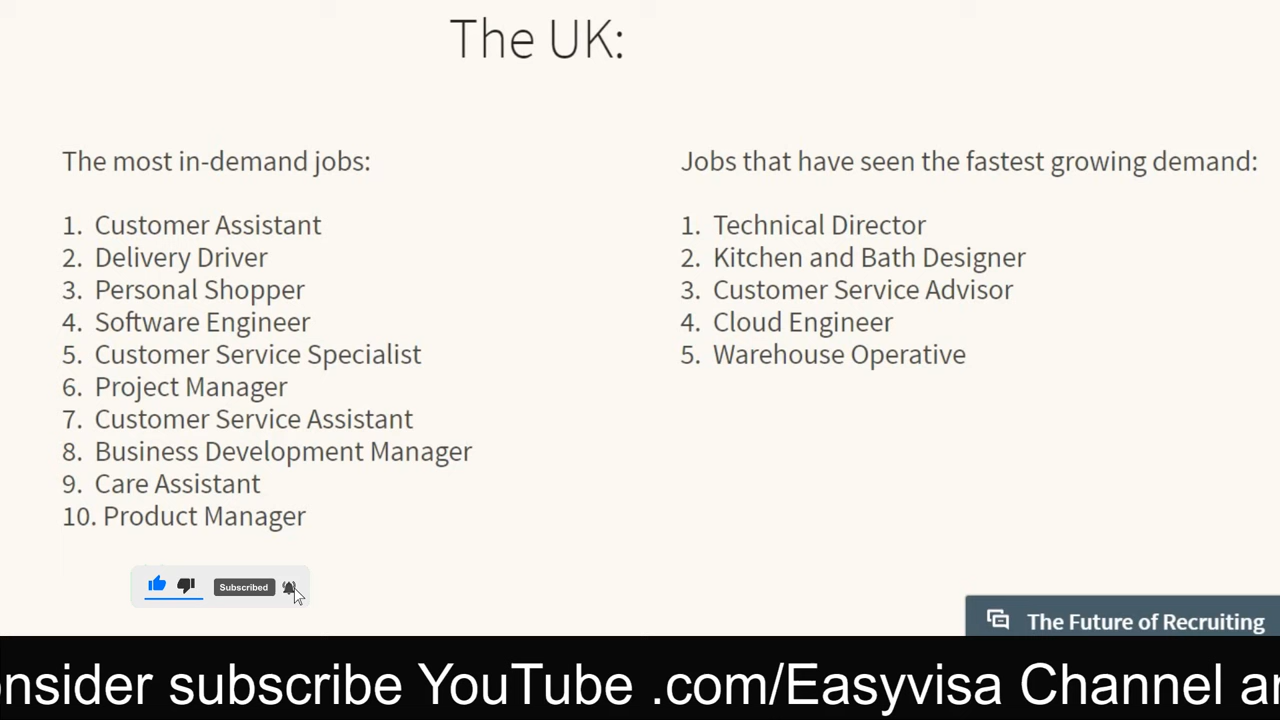 The UK:
The most in-demand jobs:
1. Customer Assistant
2. Delivery Driver
3. Personal Shopper
4. Software Engineer
5. Customer Service Specialist
6. Project Manager
7. Customer Service Assistant
8. Business Development Manager
9. Care Assistant
10. Product Manager
Jobs that have seen the fastest growing demand:
1. Technical Director
2. Kitchen and Bath Designer
3. Customer Service Advisor
4. Cloud Engineer
5. Warehouse Operative
Subscribed
The Future of Recruiting
subscribe YouTube .com/Easyvisa Channel